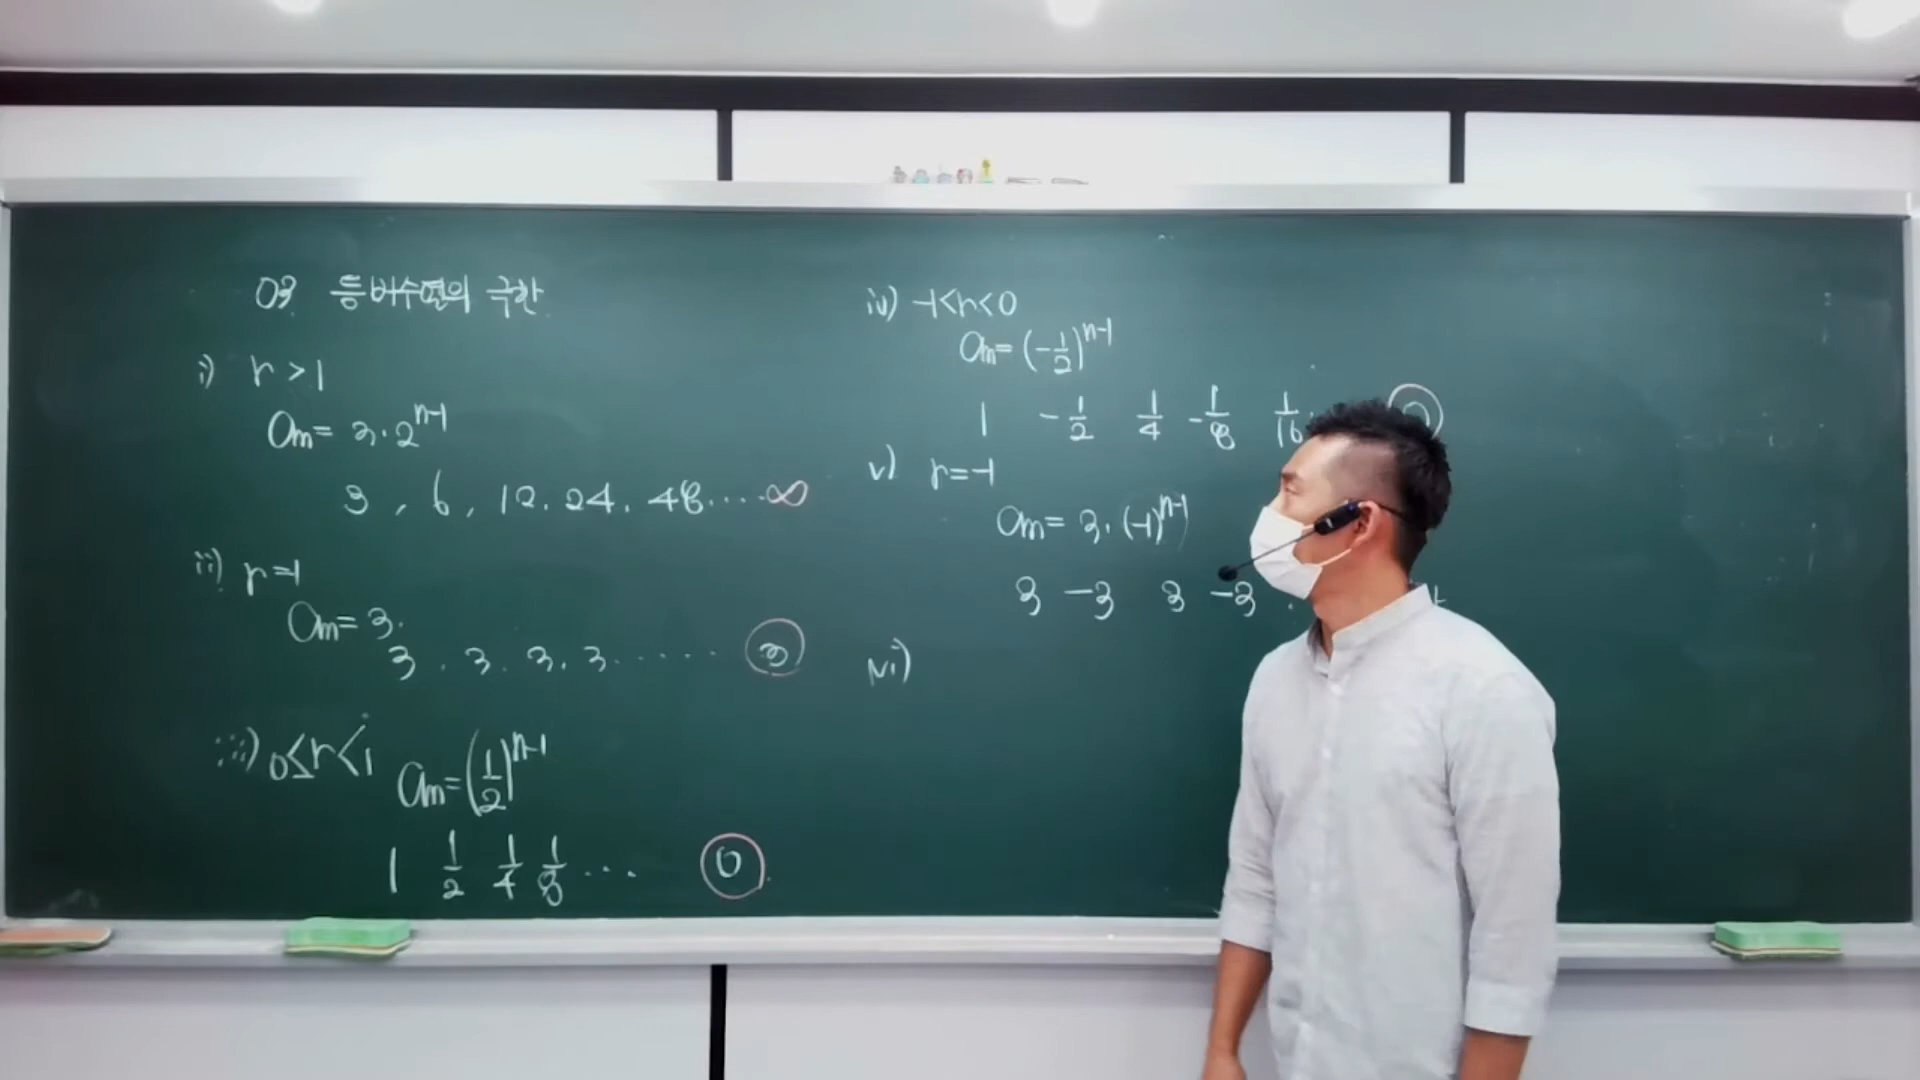 03. 등비수열의 극한
i) r > 1
an = 3·2^(n-1)
3, 6, 12, 24, 48 .... ∞
ii) r=1
an = 3.
3 . 3 . 3 . 3 ...... 3
iii) 0≤r<1 an = (1/2)^(n-1)
1 1/2 1/4 1/8 ... 0
iv) -1<r<0
an = (-1/2)^(n-1)
1 -1/2 1/4 -1/8 1/16
v) r=-1
an = 3·(-1)^(n-1)
3 -3 3 -3
vi)